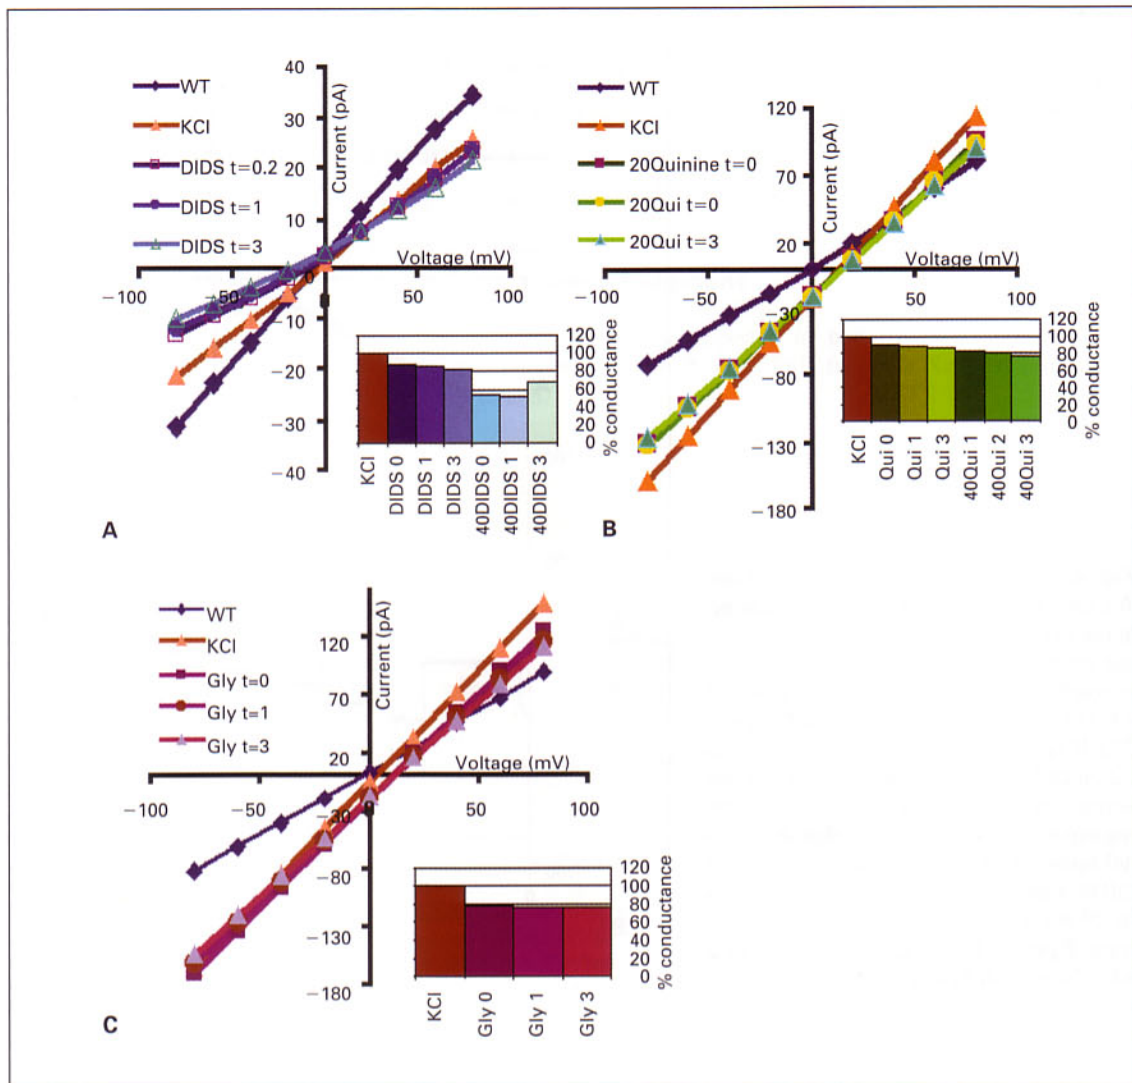 WT
KCl
DIDS t=0.2
DIDS t=1
DIDS t=3
Current (pA)
40
30
20
10
0
−10
−20
−30
−40
Voltage (mV)
−100
−50
0
50
100
120
100
80
60
40
20
0
% conductance
KCl
DIDS 0
DIDS 1
DIDS 3
40DIDS 0
40DIDS 1
40DIDS 3
A
WT
KCl
20Quinine t=0
20Qui t=0
20Qui t=3
Current (pA)
120
70
20
−30
−80
−130
−180
Voltage (mV)
−100
−50
50
100
120
100
80
60
40
20
0
% conductance
KCl
Qui 0
Qui 1
Qui 3
40Qui 1
40Qui 2
40Qui 3
B
WT
KCl
Gly t=0
Gly t=1
Gly t=3
Current (pA)
120
70
20
−30
−80
−130
−180
Voltage (mV)
−100
−50
0
50
100
120
100
80
60
40
20
0
% conductance
KCl
Gly 0
Gly 1
Gly 3
C